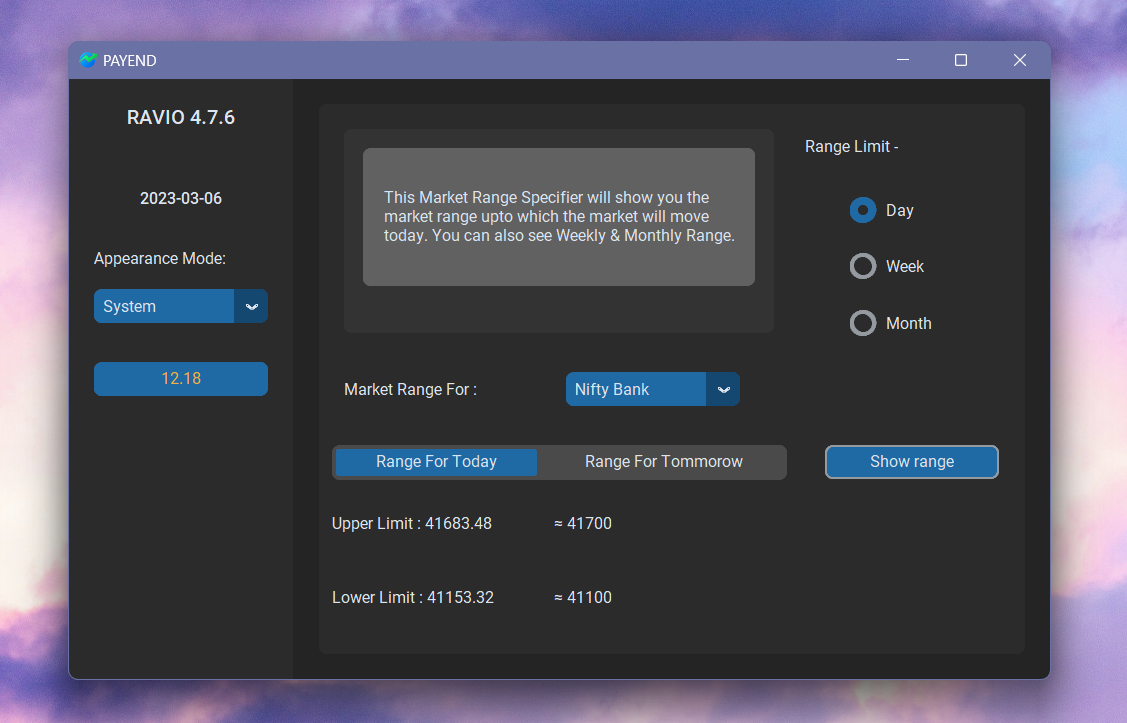 PAYEND
RAVIO 4.7.6
2023-03-06
Appearance Mode:
System
12.18
This Market Range Specifier will show you the
market range upto which the market will move
today. You can also see Weekly & Monthly Range.
Range Limit -
Day
Week
Month
Market Range For :
Nifty Bank
Range For Today
Range For Tommorow
Show range
Upper Limit : 41683.48
≈ 41700
Lower Limit : 41153.32
≈ 41100